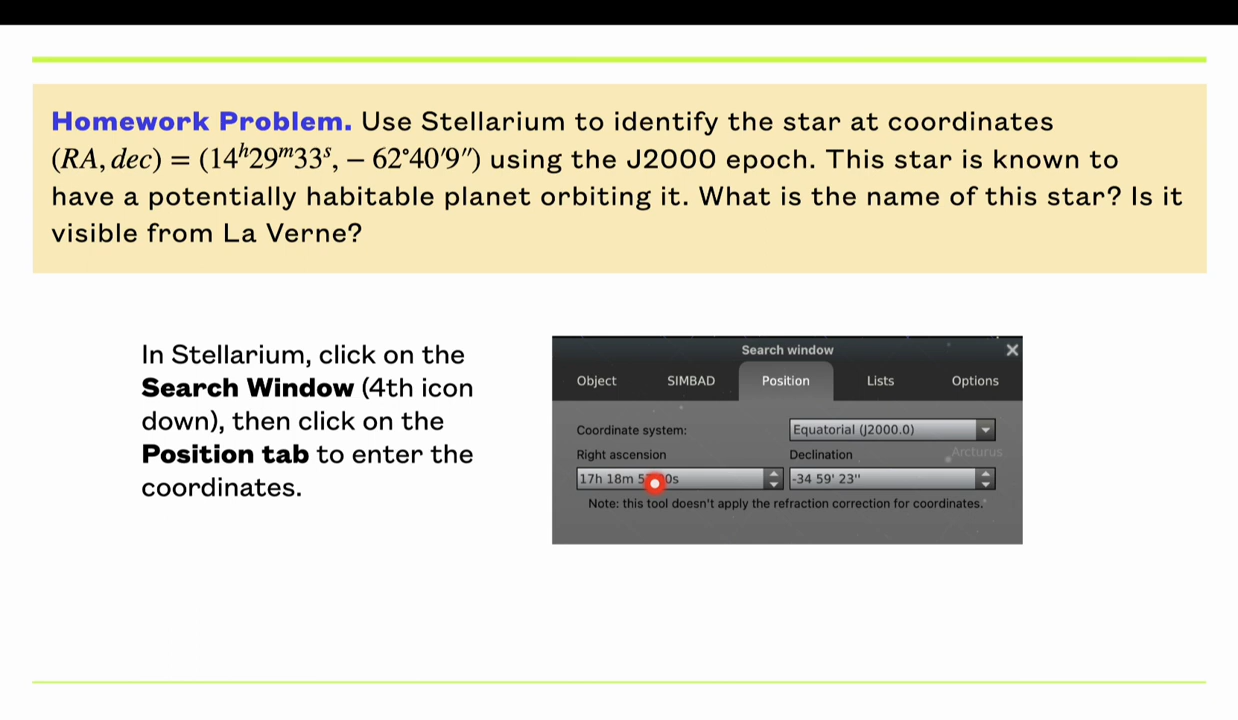 Homework Problem. Use Stellarium to identify the star at coordinates
(RA, dec) = (14ʰ29ᵐ33ˢ, − 62°40′9″) using the J2000 epoch. This star is known to
have a potentially habitable planet orbiting it. What is the name of this star? Is it
visible from La Verne?
In Stellarium, click on the
Search Window (4th icon
down), then click on the
Position tab to enter the
coordinates.
Search window
Object SIMBAD Position Lists Options
Coordinate system: Equatorial (J2000.0)
Right ascension Declination
Arcturus
17h 18m -34 59' 23''
Note: this tool doesn't apply the refraction correction for coordinates.